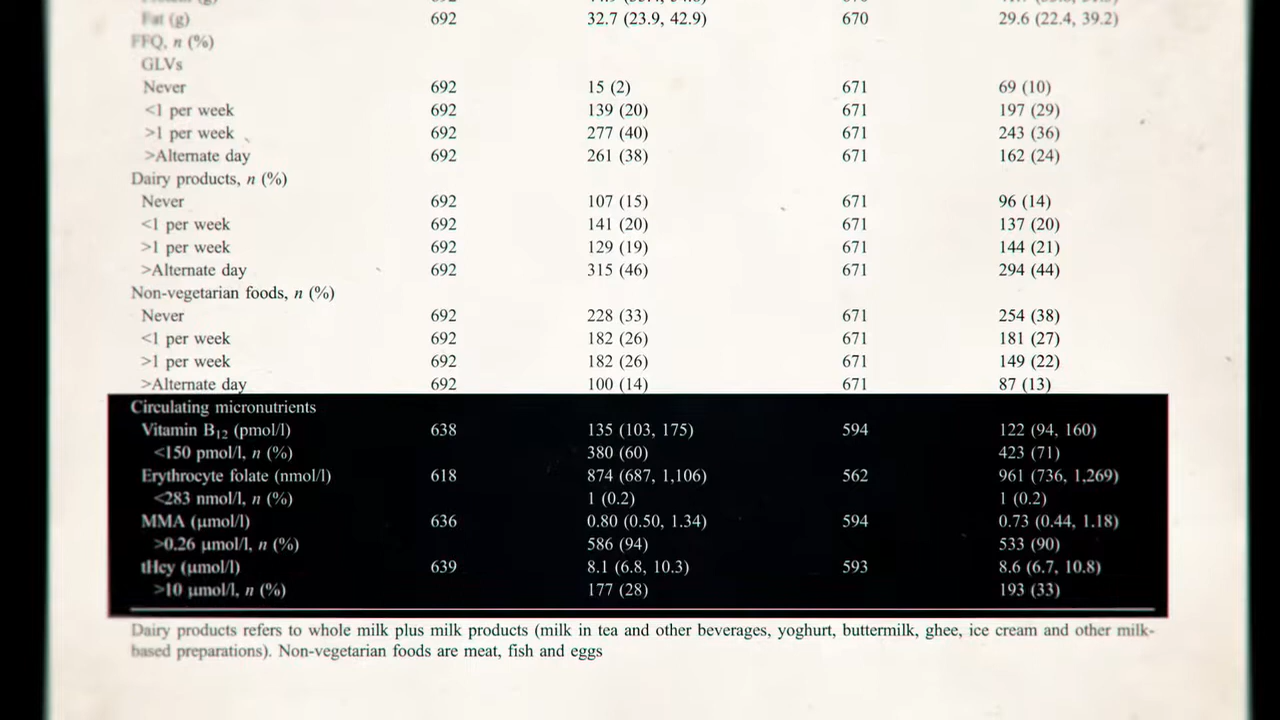 Fat (g) 692 32.7 (23.9, 42.9) 670 29.6 (22.4, 39.2)
FFQ, n (%)
GLVs
Never 692 15 (2) 671 69 (10)
<1 per week 692 139 (20) 671 197 (29)
>1 per week 692 277 (40) 671 243 (36)
>Alternate day 692 261 (38) 671 162 (24)
Dairy products, n (%)
Never 692 107 (15) 671 96 (14)
<1 per week 692 141 (20) 671 137 (20)
>1 per week 692 129 (19) 671 144 (21)
>Alternate day 692 315 (46) 671 294 (44)
Non-vegetarian foods, n (%)
Never 692 228 (33) 671 254 (38)
<1 per week 692 182 (26) 671 181 (27)
>1 per week 692 182 (26) 671 149 (22)
>Alternate day 692 100 (14) 671 87 (13)
Circulating micronutrients
Vitamin B₁₂ (pmol/l) 638 135 (103, 175) 594 122 (94, 160)
<150 pmol/l, n (%) 380 (60) 423 (71)
Erythrocyte folate (nmol/l) 618 874 (687, 1,106) 562 961 (736, 1,269)
<283 nmol/l, n (%) 1 (0.2) 1 (0.2)
MMA (μmol/l) 636 0.80 (0.50, 1.34) 594 0.73 (0.44, 1.18)
>0.26 μmol/l, n (%) 586 (94) 533 (90)
tHcy (μmol/l) 639 8.1 (6.8, 10.3) 593 8.6 (6.7, 10.8)
>10 μmol/l, n (%) 177 (28) 193 (33)
Dairy products refers to whole milk plus milk products (milk in tea and other beverages, yoghurt, buttermilk, ghee, ice cream and other milk-
based preparations). Non-vegetarian foods are meat, fish and eggs